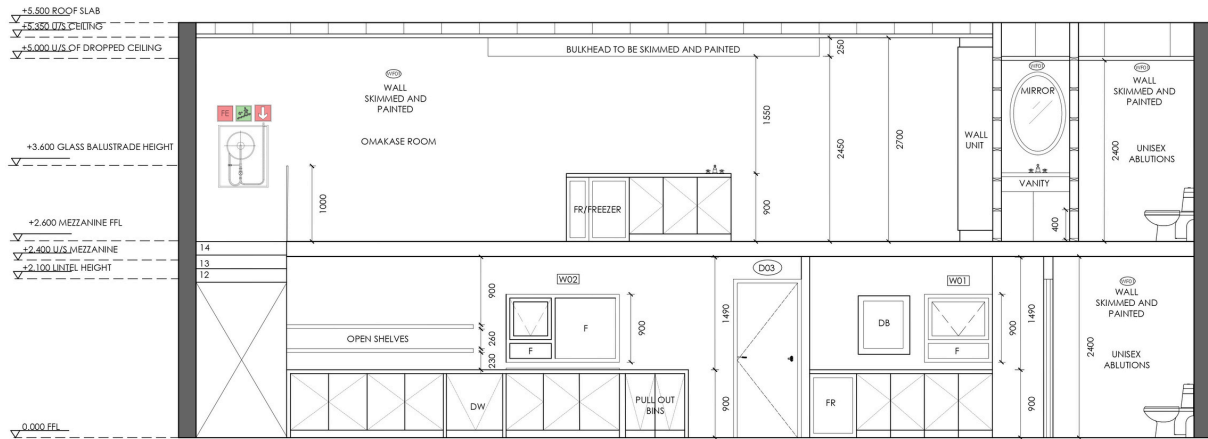 +5.500 ROOF SLAB
+5.350 U/S CEILING
+5.000 U/S OF DROPPED CEILING
BULKHEAD TO BE SKIMMED AND PAINTED
250
WF01
WALL
SKIMMED AND
PAINTED
OMAKASE ROOM
FE
1550
2450
2700
WALL
UNIT
WF01
MIRROR
VANITY
400
2400
WF01
WALL
SKIMMED AND
PAINTED
UNISEX
ABLUTIONS
+3.600 GLASS BALUSTRADE HEIGHT
1000
FR/FREEZER
900
+2.600 MEZZANINE FFL
+2.400 U/S MEZZANINE
+2.100 LINTEL HEIGHT
14
13
12
900
260
230
OPEN SHELVES
W02
F
F
900
1490
900
D03
DB
W01
F
900
1490
900
2400
WF01
WALL
SKIMMED AND
PAINTED
UNISEX
ABLUTIONS
DW
PULL OUT
BINS
FR
0.000 FFL